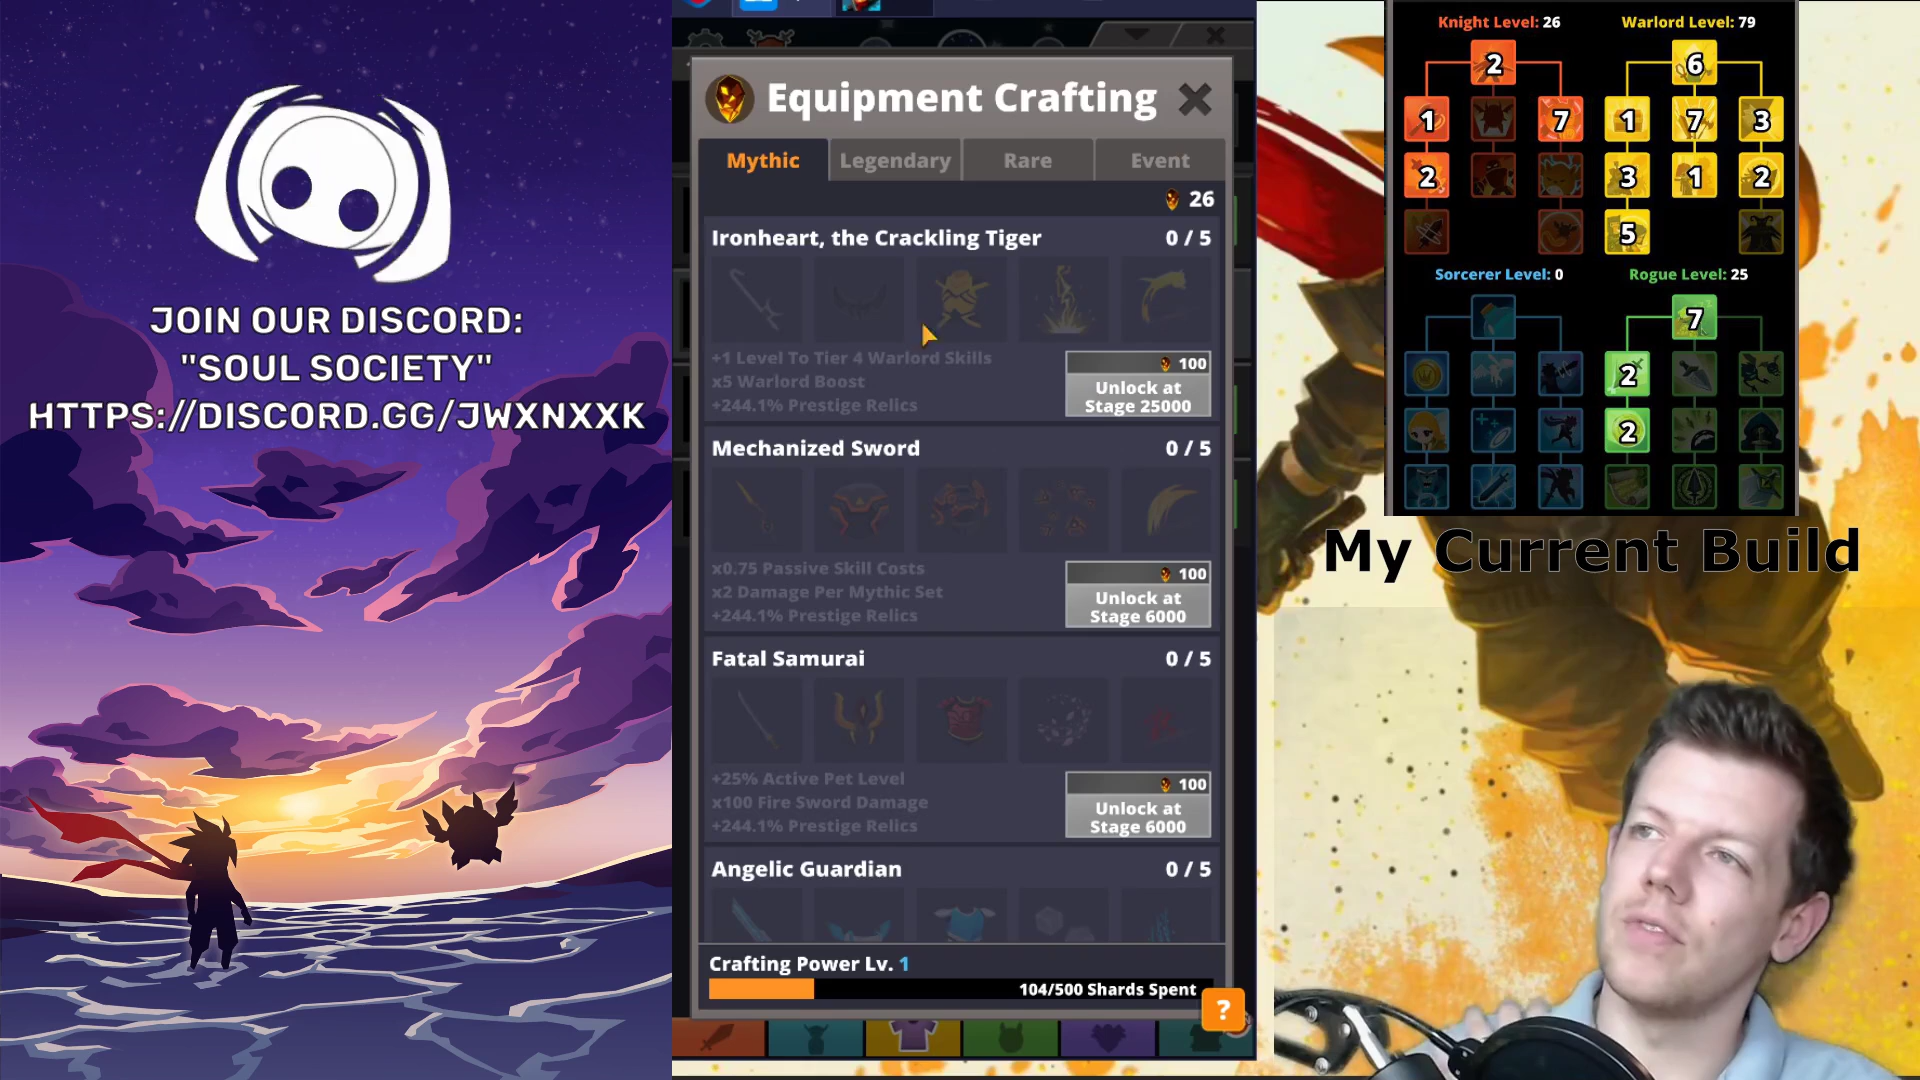 JOIN OUR DISCORD:
"SOUL SOCIETY"
HTTPS://DISCORD.GG/JWXNXXK
Equipment Crafting
Mythic
Legendary
Rare
Event
26
Ironheart, the Crackling Tiger
0 / 5
+1 Level To Tier 4 Warlord Skills
x5 Warlord Boost
+244.1% Prestige Relics
100
Unlock at
Stage 25000
Mechanized Sword
0 / 5
x0.75 Passive Skill Costs
x2 Damage Per Mythic Set
+244.1% Prestige Relics
100
Unlock at
Stage 6000
Fatal Samurai
0 / 5
+25% Active Pet Level
x100 Fire Sword Damage
+244.1% Prestige Relics
100
Unlock at
Stage 6000
Angelic Guardian
0 / 5
Crafting Power Lv. 1
104/500 Shards Spent
?
Knight Level: 26
2
1
7
2
Warlord Level: 79
6
1
7
3
3
1
2
5
Sorcerer Level: 0
Rogue Level: 25
7
2
2
My Current Build